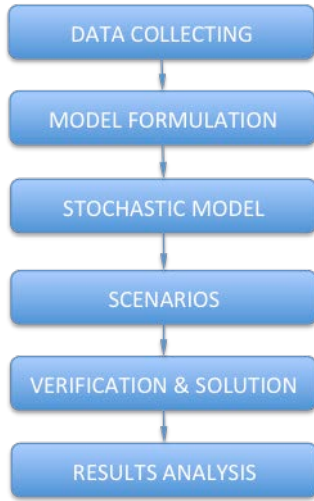 DATA COLLECTING
MODEL FORMULATION
STOCHASTIC MODEL
SCENARIOS
VERIFICATION & SOLUTION
RESULTS ANALYSIS